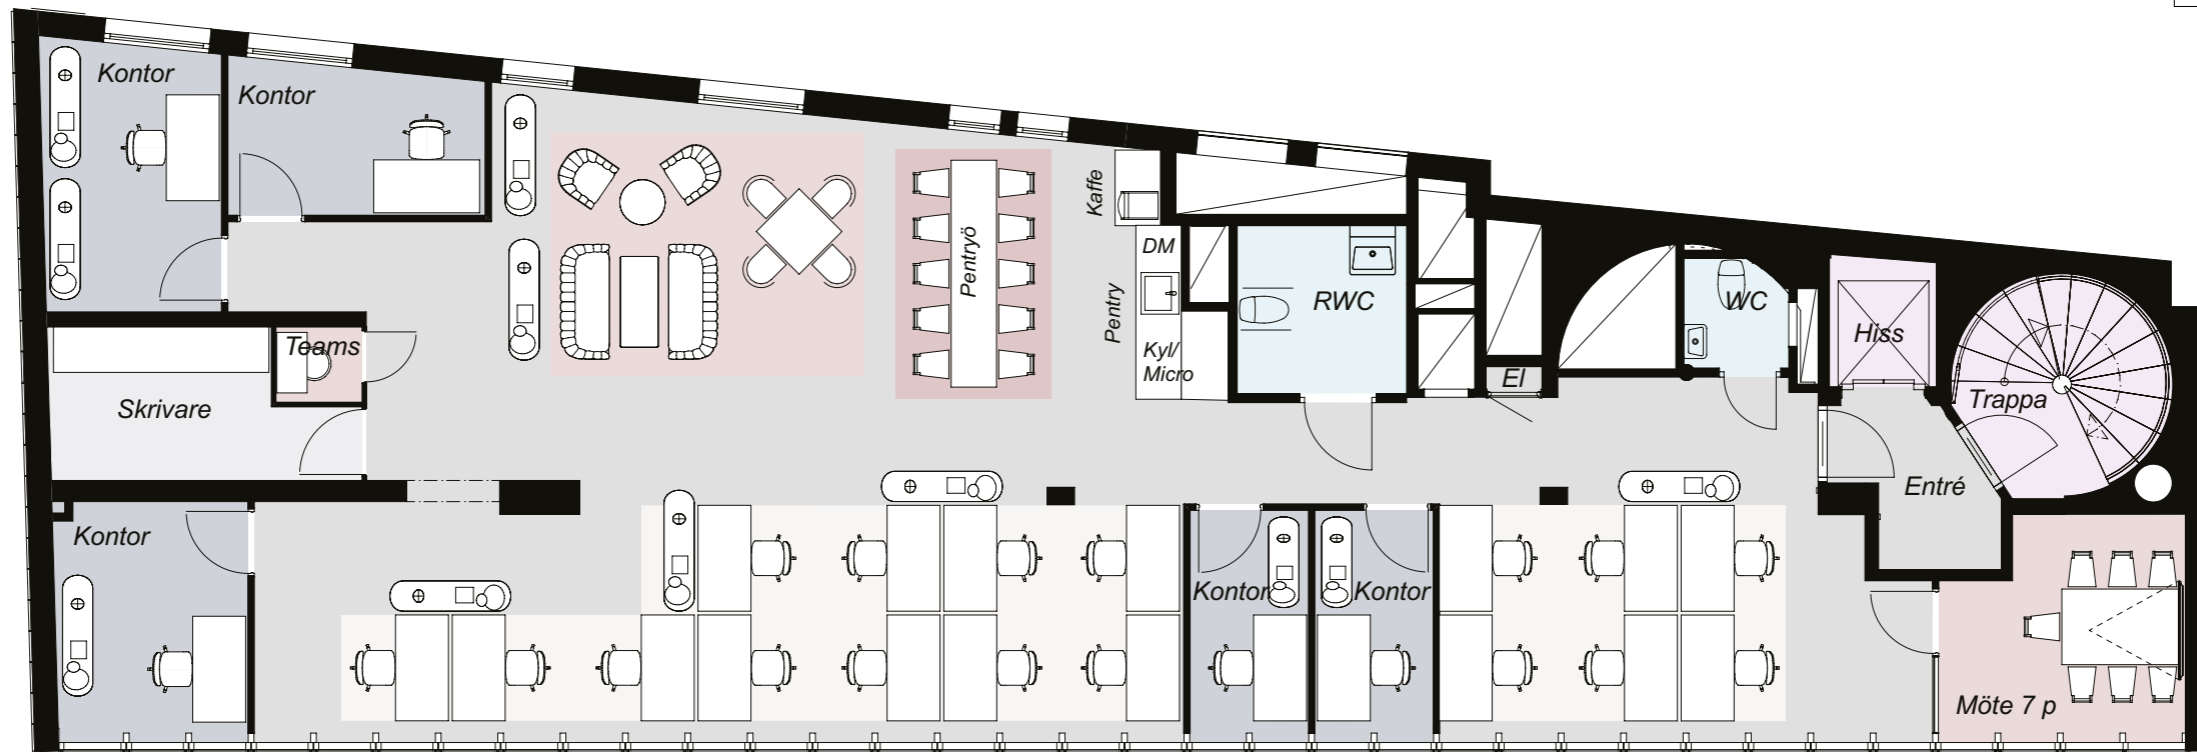 Kontor
Kontor
Kaffe
Pentryö
DM
Pentry
Kyl/
Micro
RWC
WC
Hiss
Teams
El
Skrivare
Trappa
Entré
Kontor
Kontor
Kontor
Möte 7 p